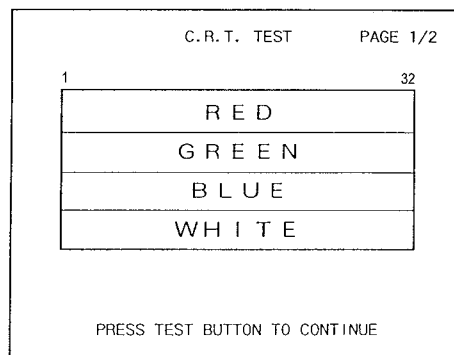 C.R.T. TEST PAGE 1/2
1 32
RED
GREEN
BLUE
WHITE
PRESS TEST BUTTON TO CONTINUE